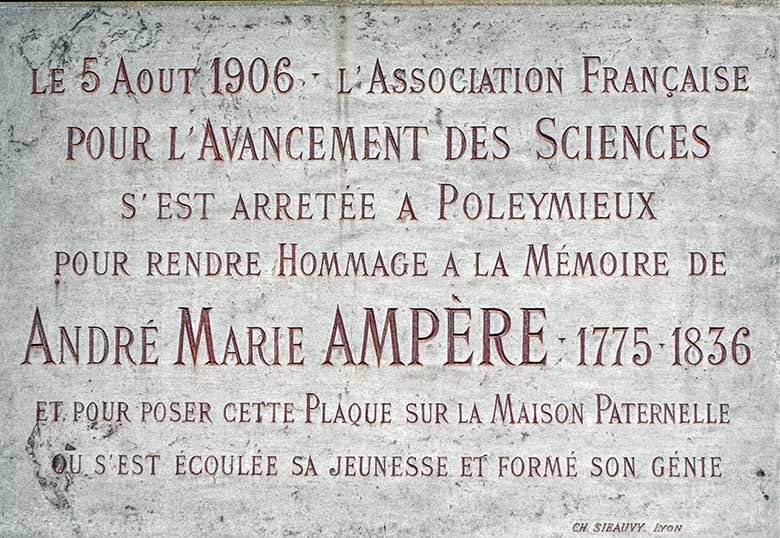 LE 5 AOUT 1906 · L'ASSOCIATION FRANÇAISE
POUR L'AVANCEMENT DES SCIENCES
S'EST ARRETÉE A POLEYMIEUX
POUR RENDRE HOMMAGE A LA MÉMOIRE DE
ANDRÉ MARIE AMPÈRE · 1775 · 1836
ET POUR POSER CETTE PLAQUE SUR LA MAISON PATERNELLE
OU S'EST ÉCOULÉE SA JEUNESSE ET FORMÉ SON GÉNIE
CH. SIEAUVY. LYON